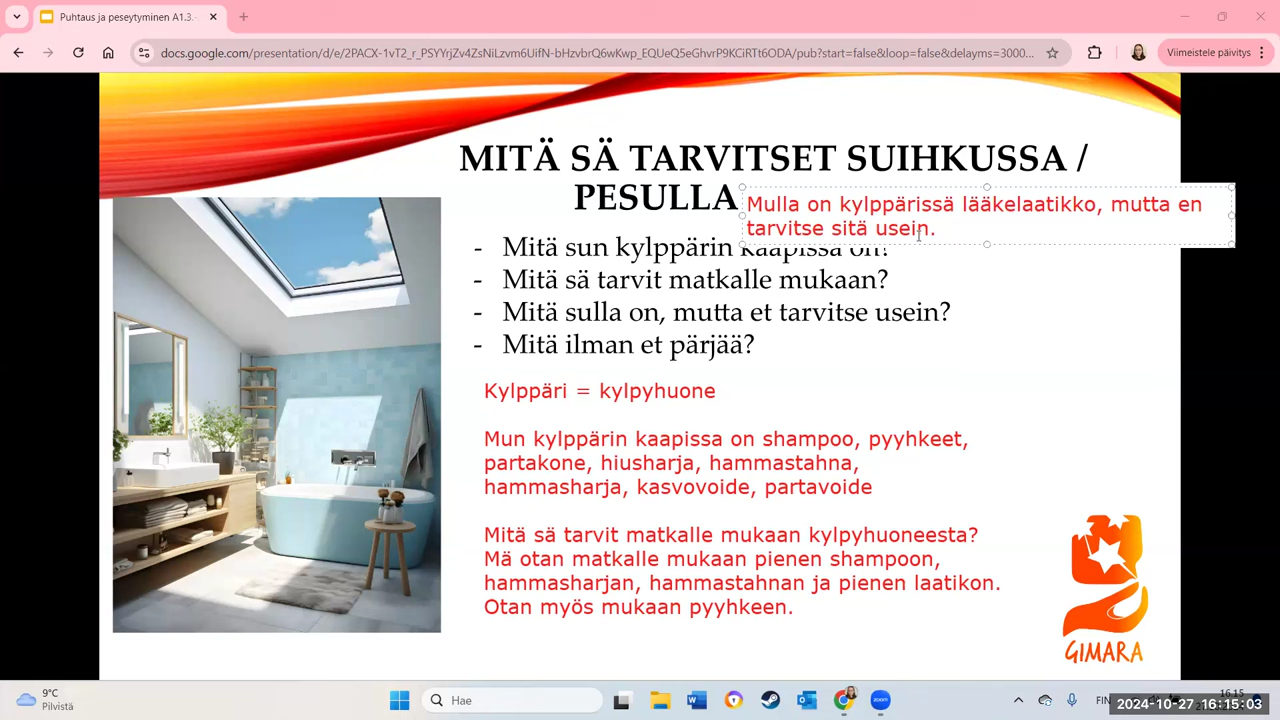 Puhtaus ja peseytyminen A1.3.
docs.google.com/presentation/d/e/2PACX-1vT2_r_PSYYrjZv4ZsNiLzvm6UifN-bHzvbrQ6wKwp_EQUeQ5eGhvrP9KCiRTt6ODA/pub?start=false&loop=false&delayms=3000...
Viimeistele päivitys
MITÄ SÄ TARVITSET SUIHKUSSA /
PESULLA
Mulla on kylppärissä lääkelaatikko, mutta en
tarvitse sitä usein.
- Mitä sun kylppärin kaapissa on?
- Mitä sä tarvit matkalle mukaan?
- Mitä sulla on, mutta et tarvitse usein?
- Mitä ilman et pärjää?
Kylppäri = kylpyhuone
Mun kylppärin kaapissa on shampoo, pyyhkeet,
partakone, hiusharja, hammastahna,
hammasharja, kasvovoide, partavoide
Mitä sä tarvit matkalle mukaan kylpyhuoneesta?
Mä otan matkalle mukaan pienen shampoon,
hammasharjan, hammastahnan ja pienen laatikon.
Otan myös mukaan pyyhkeen.
GIMARA
9°C
Pilvistä
Hae
zoom
FIN
16.15
2024-10-27 16:15:03